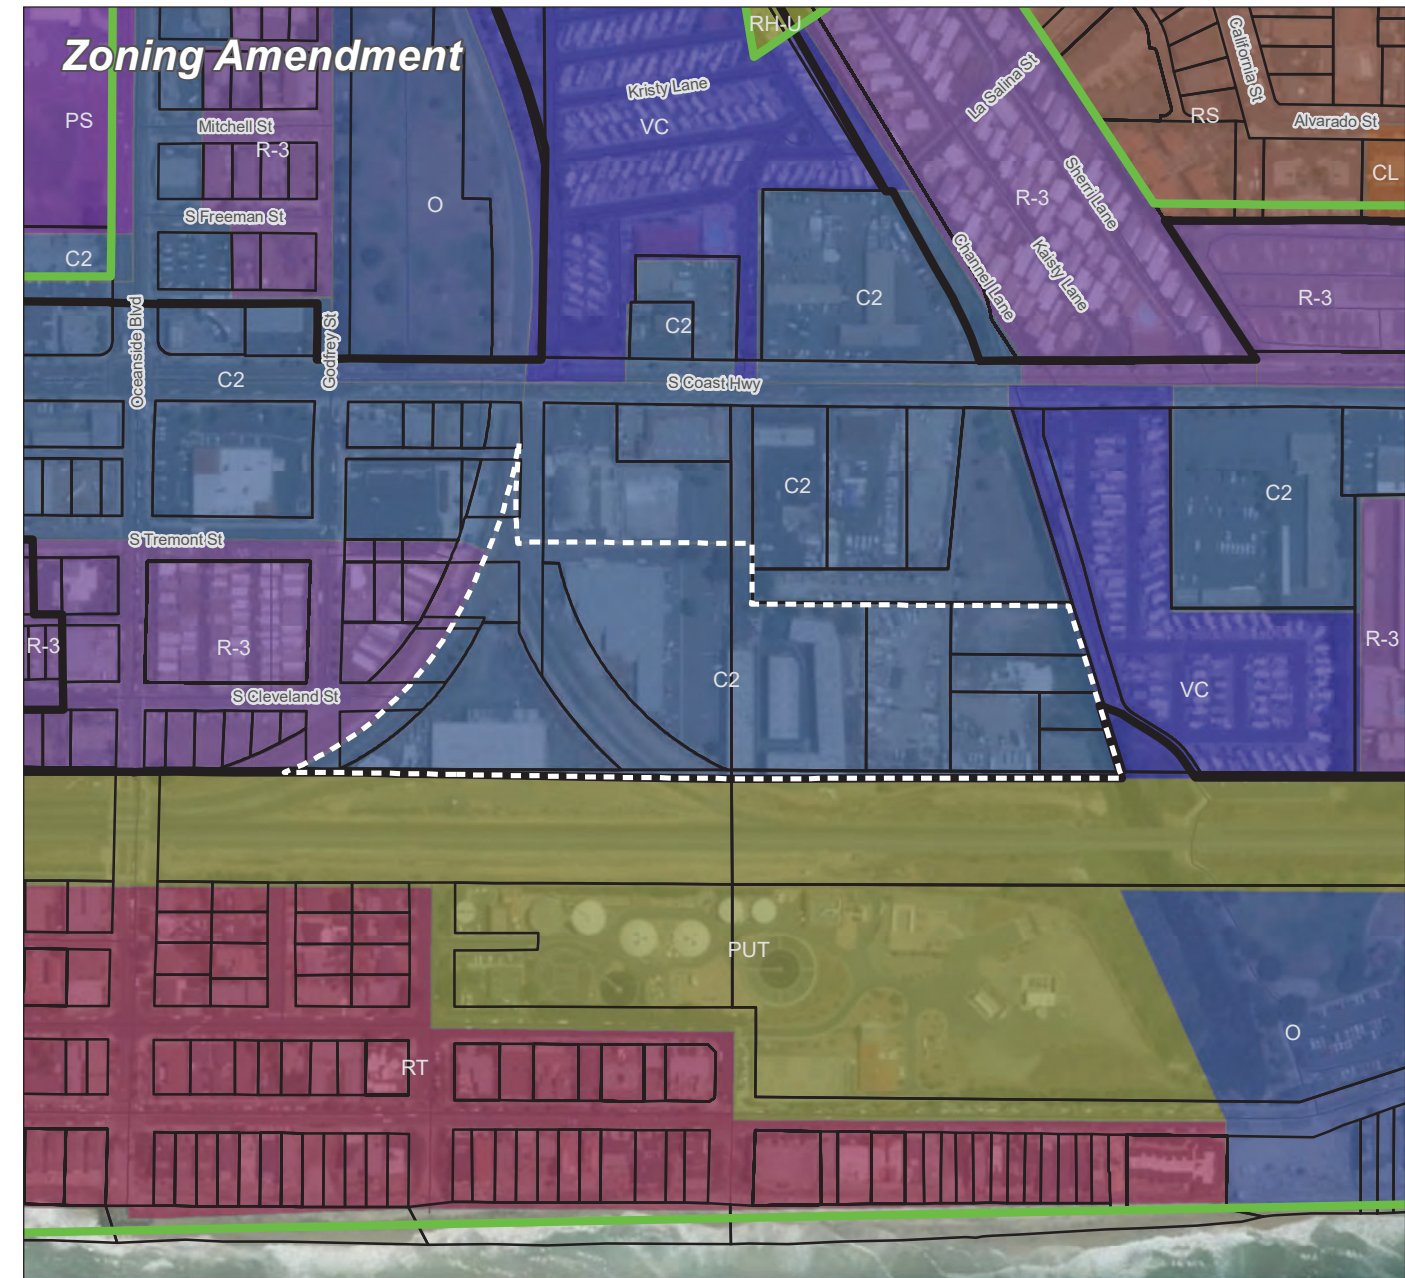 Zoning Amendment
RH-U
California St
La Salina St
Kristy Lane
PS
Mitchell St
VC
RS
Alvarado St
R-3
CL
Sherri Lane
R-3
O
S Freeman St
C2
Channel Lane
Kaisty Lane
C2
R-3
Oceanside Blvd
Godfrey St
C2
C2
S Coast Hwy
C2
C2
S Tremont St
R-3
R-3
R-3
C2
VC
S Cleveland St
PUT
O
RT